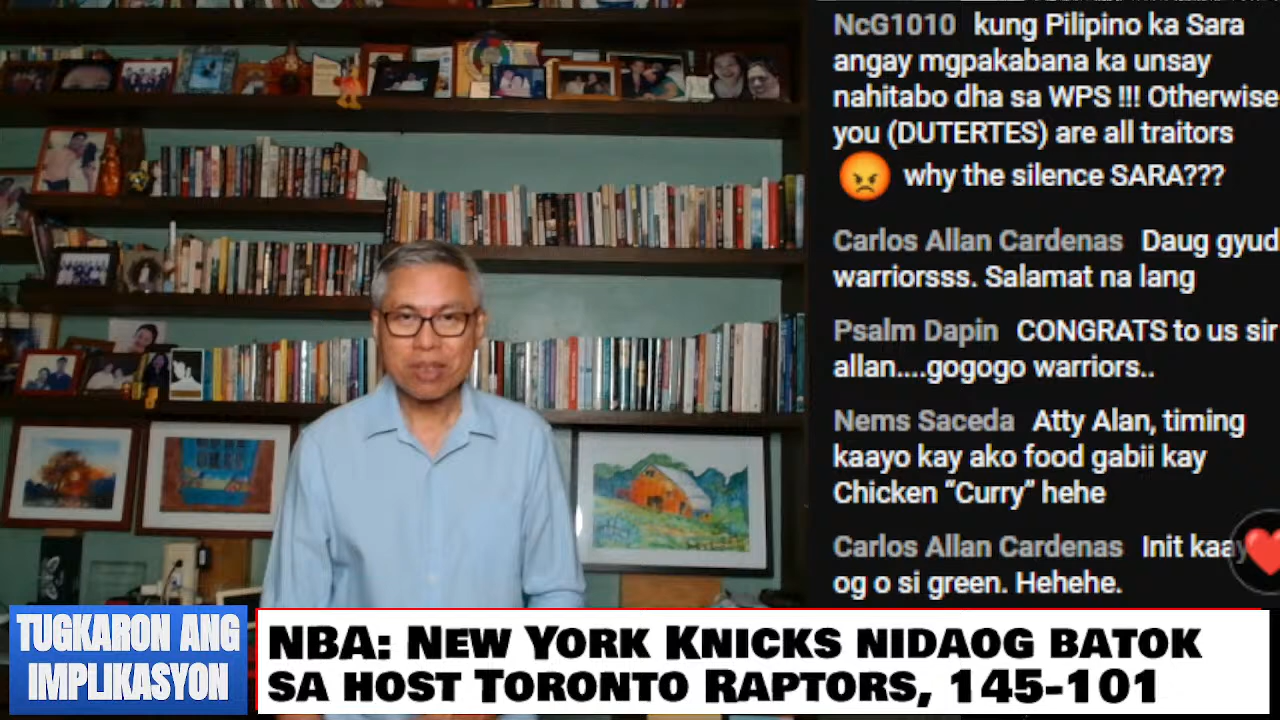 NcG1010 kung Pilipino ka Sara
angay mgpakabana ka unsay
nahitabo dha sa WPS !!! Otherwise
you (DUTERTES) are all traitors
😡 why the silence SARA???
Carlos Allan Cardenas Daug gyud
warriorsss. Salamat na lang
Psalm Dapin CONGRATS to us sir
allan....gogogo warriors..
Nems Saceda Atty Alan, timing
kaayo kay ako food gabii kay
Chicken “Curry” hehe
Carlos Allan Cardenas Init kaay
og o si green. Hehehe.
TUGKARON ANG
IMPLIKASYON
NBA: NEW YORK KNICKS NIDAOG BATOK
SA HOST TORONTO RAPTORS, 145-101